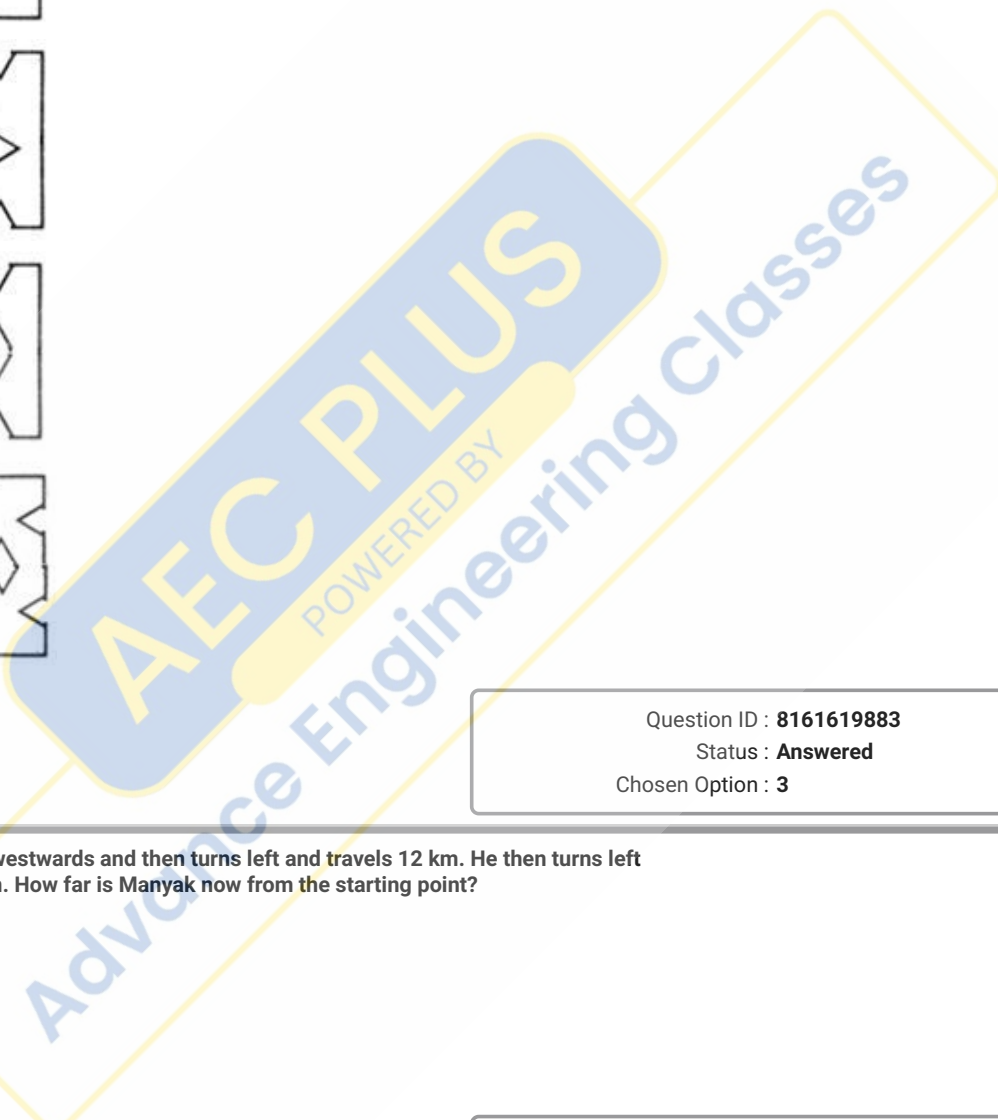 AEC PLUS
POWERED BY
Advance Engineering Classes
Question ID : 8161619883
Status : Answered
Chosen Option : 3
and then turns left and travels 12 km. He then turns left
. How far is Manyak now from the starting point?